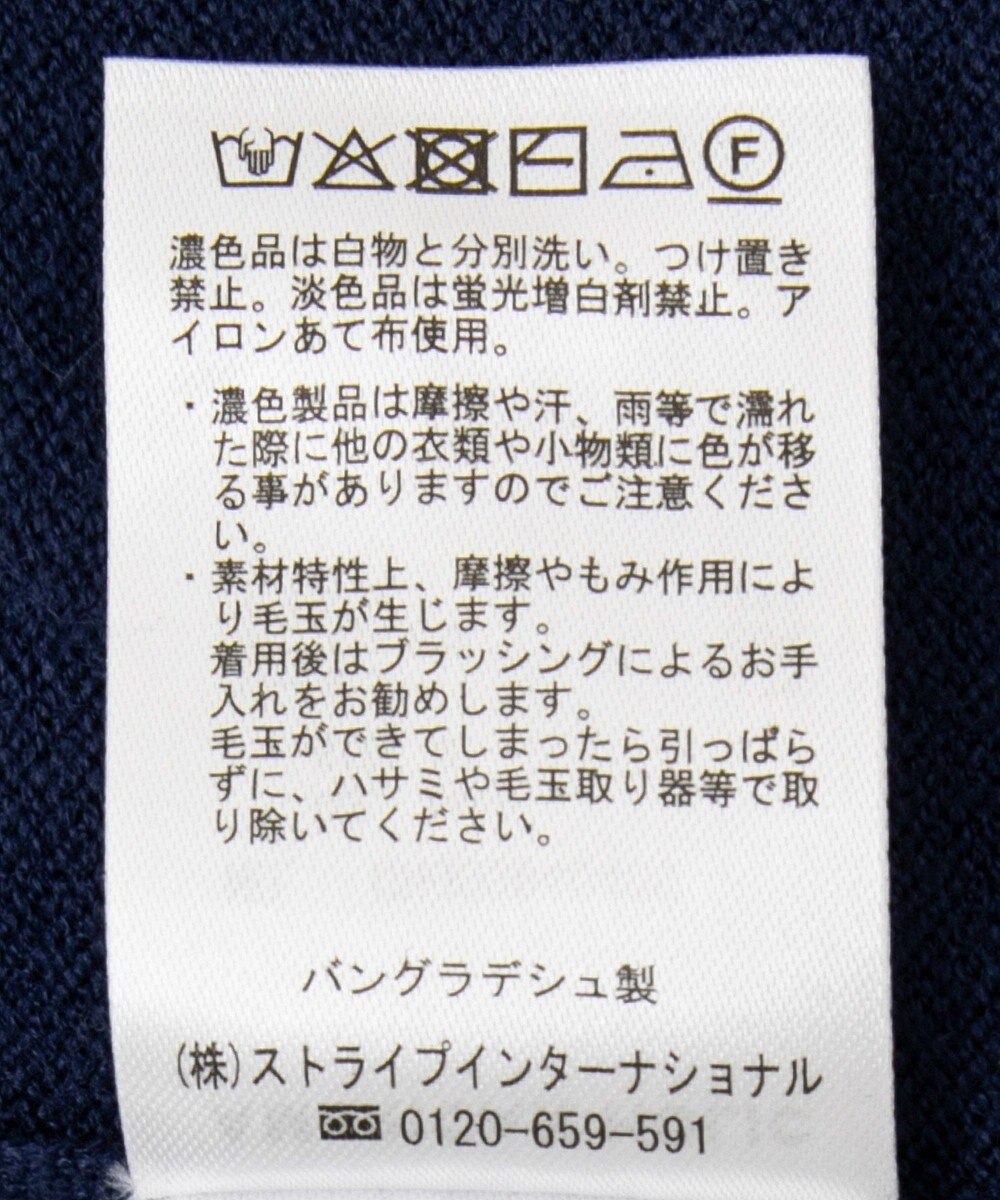 F
濃色品は白物と分別洗い。つけ置き
禁止。淡色品は蛍光増白剤禁止。ア
イロンあて布使用。
・濃色製品は摩擦や汗、雨等で濡れ
た際に他の衣類や小物類に色が移
る事がありますのでご注意くださ
い。
・素材特性上、摩擦やもみ作用によ
り毛玉が生じます。
着用後はブラッシングによるお手
入れをお勧めします。
毛玉ができてしまったら引っぱら
ずに、ハサミや毛玉取り器等で取
り除いてください。
バングラデシュ製
(株)ストライプインターナショナル
0120-659-591